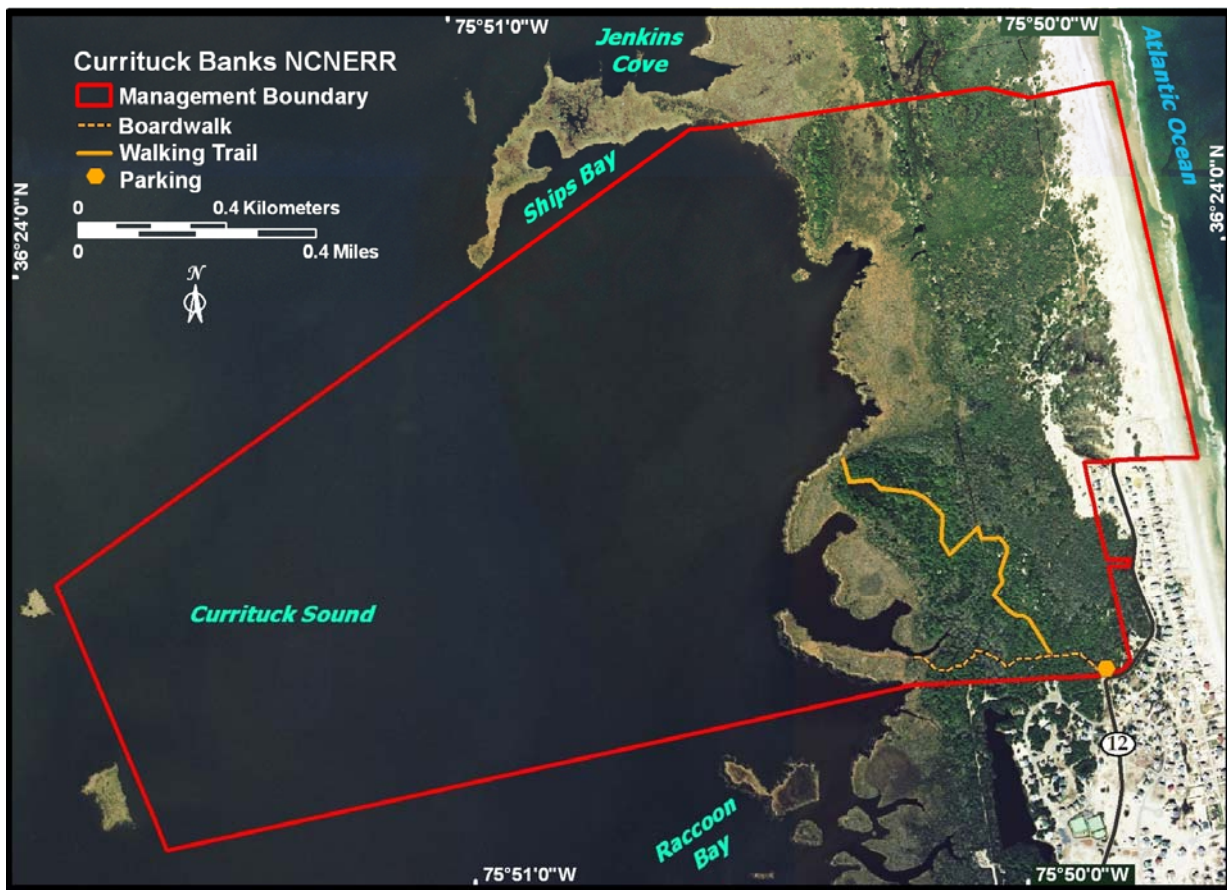 75°51'0"W
75°50'0"W
Jenkins
Cove
Currituck Banks NCNERR
Management Boundary
Boardwalk
Walking Trail
Parking
0 0.4 Kilometers
0 0.4 Miles
N
Ships Bay
Atlantic Ocean
36°24'0"N
36°24'0"N
Currituck Sound
12
Raccoon
Bay
75°51'0"W
75°50'0"W